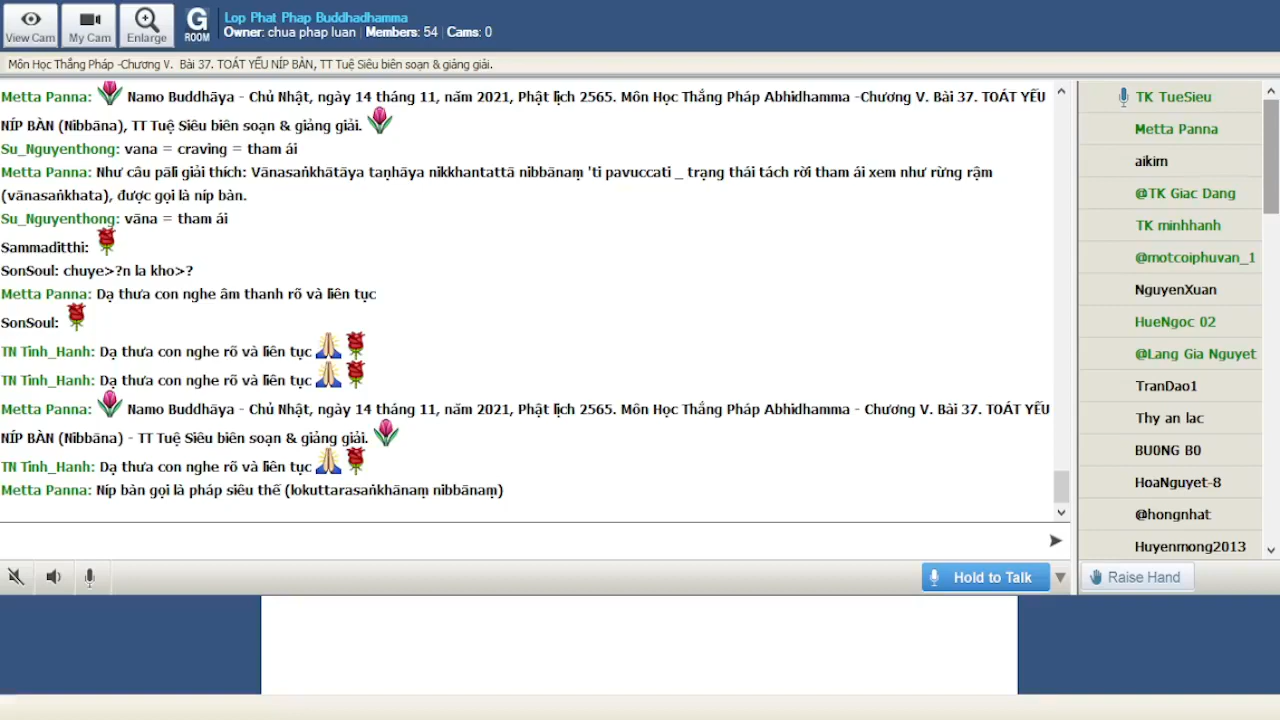 View Cam
My Cam
Enlarge
G
ROOM
Lop Phat Phap Buddhadhamma
Owner: chua phap luan | Members: 54 | Cams: 0
Môn Học Thắng Pháp -Chương V. Bài 37. TOÁT YẾU NÍP BÀN, TT Tuệ Siêu biên soạn & giảng giải.
Metta Panna: Namo Buddhāya - Chủ Nhật, ngày 14 tháng 11, năm 2021, Phật lịch 2565. Môn Học Thắng Pháp Abhidhamma -Chương V. Bài 37. TOÁT YẾU
NÍP BÀN (Nibbāna), TT Tuệ Siêu biên soạn & giảng giải.
Su_Nguyenthong: vana = craving = tham ái
Metta Panna: Như câu pāli giải thích: Vānasaṅkhātāya taṇhāya nikkhantattā nibbānaṃ 'ti pavuccati _ trạng thái tách rời tham ái xem như rừng rậm
(vānasaṅkhata), được gọi là níp bàn.
Su_Nguyenthong: vāna = tham ái
Sammaditthi:
SonSoul: chuye>?n la kho>?
Metta Panna: Dạ thưa con nghe âm thanh rõ và liên tục
SonSoul:
TN Tinh_Hanh: Dạ thưa con nghe rõ và liên tục
TN Tinh_Hanh: Dạ thưa con nghe rõ và liên tục
Metta Panna: Namo Buddhāya - Chủ Nhật, ngày 14 tháng 11, năm 2021, Phật lịch 2565. Môn Học Thắng Pháp Abhidhamma - Chương V. Bài 37. TOÁT YẾU
NÍP BÀN (Nibbāna) - TT Tuệ Siêu biên soạn & giảng giải.
TN Tinh_Hanh: Dạ thưa con nghe rõ và liên tục
Metta Panna: Níp bàn gọi là pháp siêu thế (lokuttarasaṅkhānaṃ nibbānaṃ)
TK TueSieu
Metta Panna
aikim
@TK Giac Dang
TK minhhanh
@motcoiphuvan_1
NguyenXuan
HueNgoc 02
@Lang Gia Nguyet
TranDao1
Thy an lac
BU0NG B0
HoaNguyet-8
@hongnhat
Huyenmong2013
Hold to Talk
Raise Hand